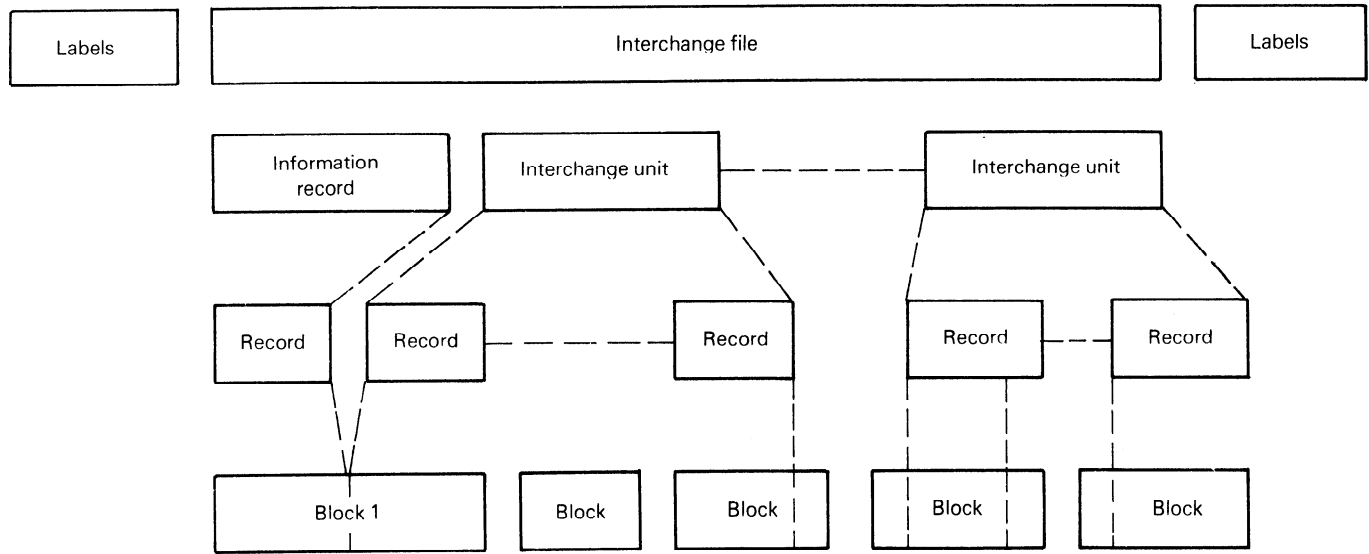 Labels
Interchange file
Labels
Information
record
Interchange unit
Interchange unit
Record
Record
Record
Record
Record
Block 1
Block
Block
Block
Block